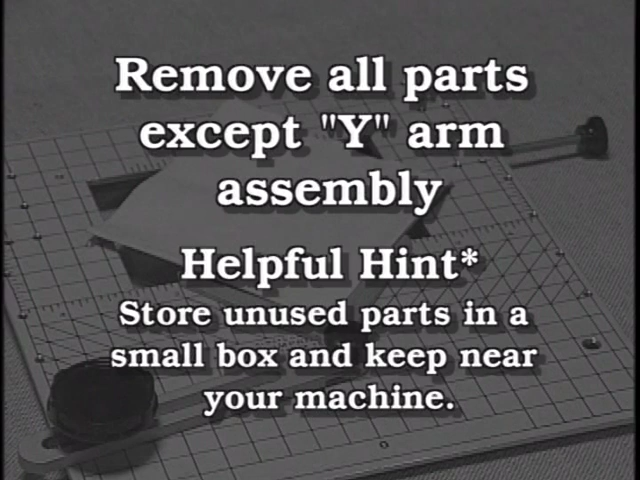 Remove all parts
except "Y" arm
assembly
Helpful Hint*
Store unused parts in a
small box and keep near
your machine.